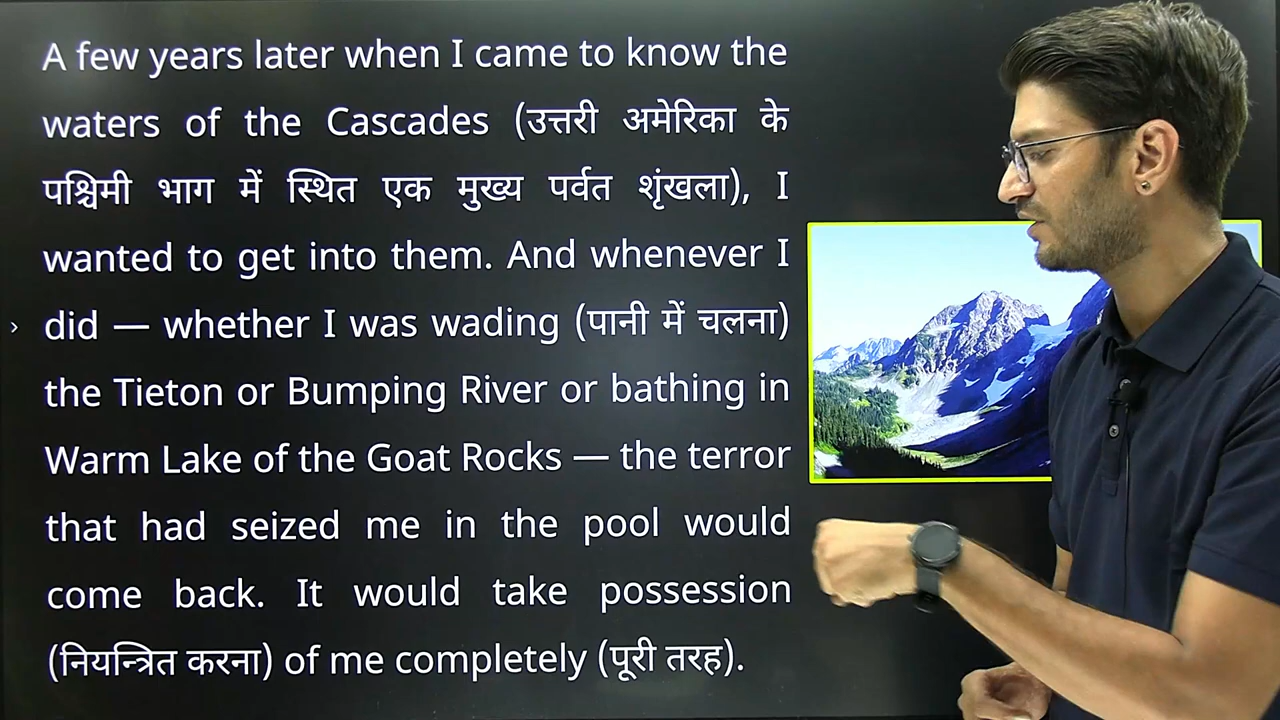 A few years later when I came to know the
waters of the Cascades (उत्तरी अमेरिका के
पश्चिमी भाग में स्थित एक मुख्य पर्वत शृंखला), I
wanted to get into them. And whenever I
did — whether I was wading (पानी में चलना)
the Tieton or Bumping River or bathing in
Warm Lake of the Goat Rocks — the terror
that had seized me in the pool would
come back. It would take possession
(नियन्त्रित करना) of me completely (पूरी तरह).